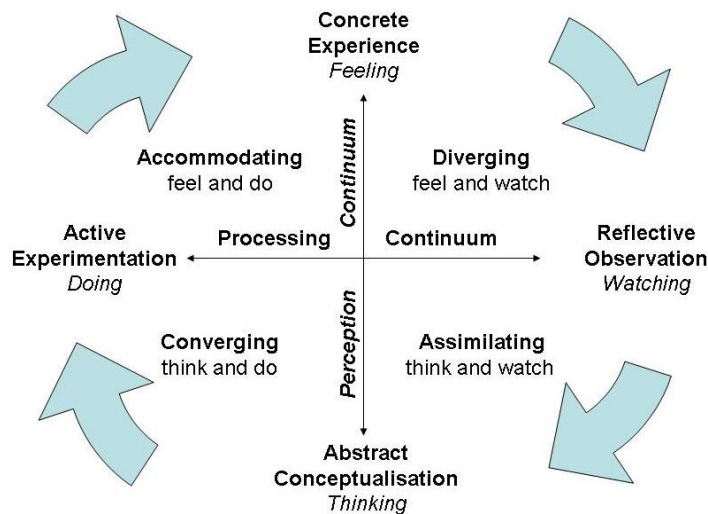 Concrete
Experience
Feeling
Accommodating
feel and do
Continuum
Diverging
feel and watch
Active
Experimentation
Doing
Processing
Continuum
Reflective
Observation
Watching
Converging
think and do
Perception
Assimilating
think and watch
Abstract
Conceptualisation
Thinking